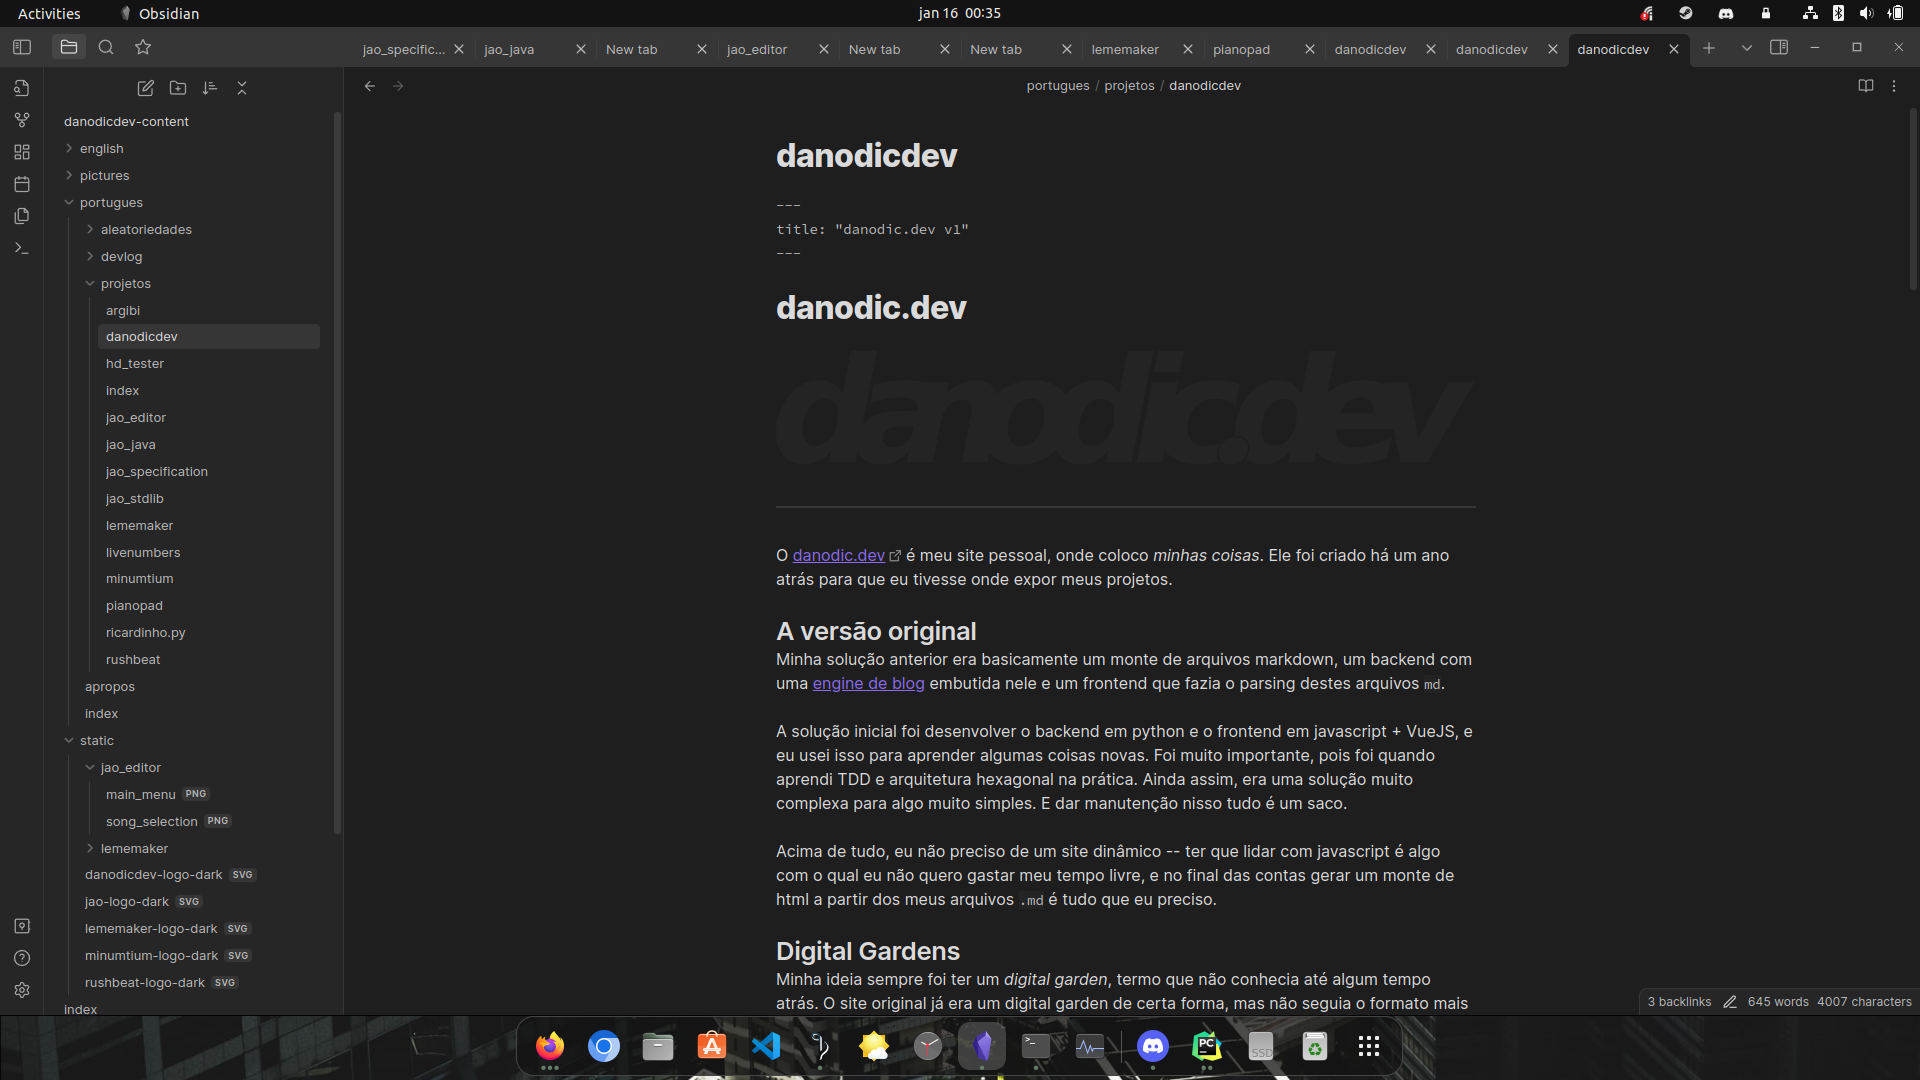 Activities
Obsidian
jan 16 00:35
jao_specific...
jao_java
New tab
jao_editor
New tab
New tab
lememaker
pianopad
danodicdev
danodicdev
danodicdev
portugues / projetos / danodicdev
danodicdev-content
english
pictures
portugues
aleatoriedades
devlog
projetos
argibi
danodicdev
hd_tester
index
jao_editor
jao_java
jao_specification
jao_stdlib
lememaker
livenumbers
minumtium
pianopad
ricardinho.py
rushbeat
apropos
index
static
jao_editor
main_menu PNG
song_selection PNG
lememaker
danodicdev-logo-dark SVG
jao-logo-dark SVG
lememaker-logo-dark SVG
minumtium-logo-dark SVG
rushbeat-logo-dark SVG
index
danodicdev
---
title: "danodic.dev v1"
---
danodic.dev
danodic.dev
O danodic.dev é meu site pessoal, onde coloco minhas coisas. Ele foi criado há um ano
atrás para que eu tivesse onde expor meus projetos.
A versão original
Minha solução anterior era basicamente um monte de arquivos markdown, um backend com
uma engine de blog embutida nele e um frontend que fazia o parsing destes arquivos md.
A solução inicial foi desenvolver o backend em python e o frontend em javascript + VueJS, e
eu usei isso para aprender algumas coisas novas. Foi muito importante, pois foi quando
aprendi TDD e arquitetura hexagonal na prática. Ainda assim, era uma solução muito
complexa para algo muito simples. E dar manutenção nisso tudo é um saco.
Acima de tudo, eu não preciso de um site dinâmico -- ter que lidar com javascript é algo
com o qual eu não quero gastar meu tempo livre, e no final das contas gerar um monte de
html a partir dos meus arquivos .md é tudo que eu preciso.
Digital Gardens
Minha ideia sempre foi ter um digital garden, termo que não conhecia até algum tempo
atrás. O site original já era um digital garden de certa forma, mas não seguia o formato mais
3 backlinks
645 words
4007 characters
PC
SSD